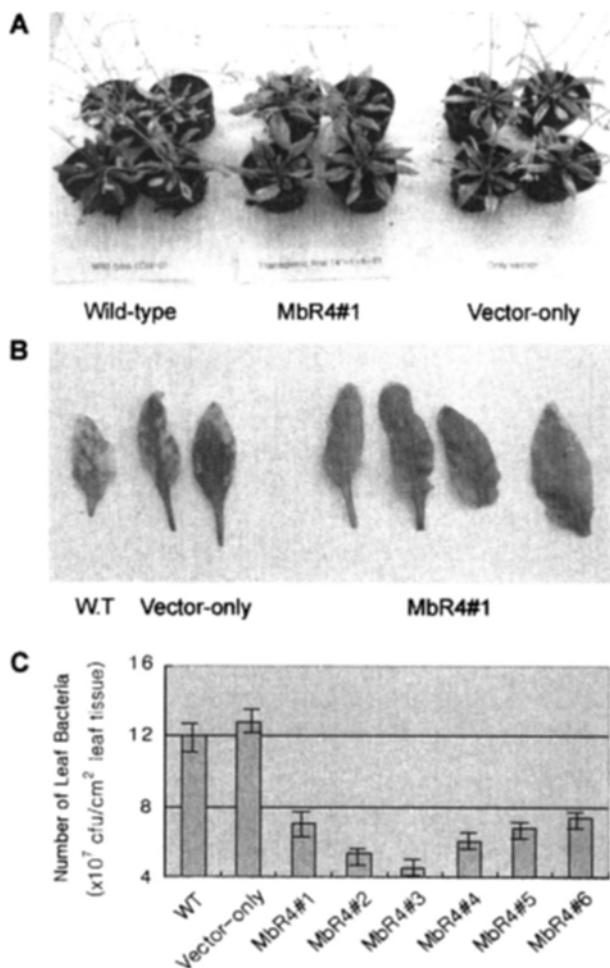 A
Wild-type
MbR4#1
Vector-only
B
W.T
Vector-only
MbR4#1
C
Number of Leaf Bacteria
(x10⁷ cfu/cm² leaf tissue)
16
12
8
4
WT
Vector-only
MbR4#1
MbR4#2
MbR4#3
MbR4#4
MbR4#5
MbR4#6